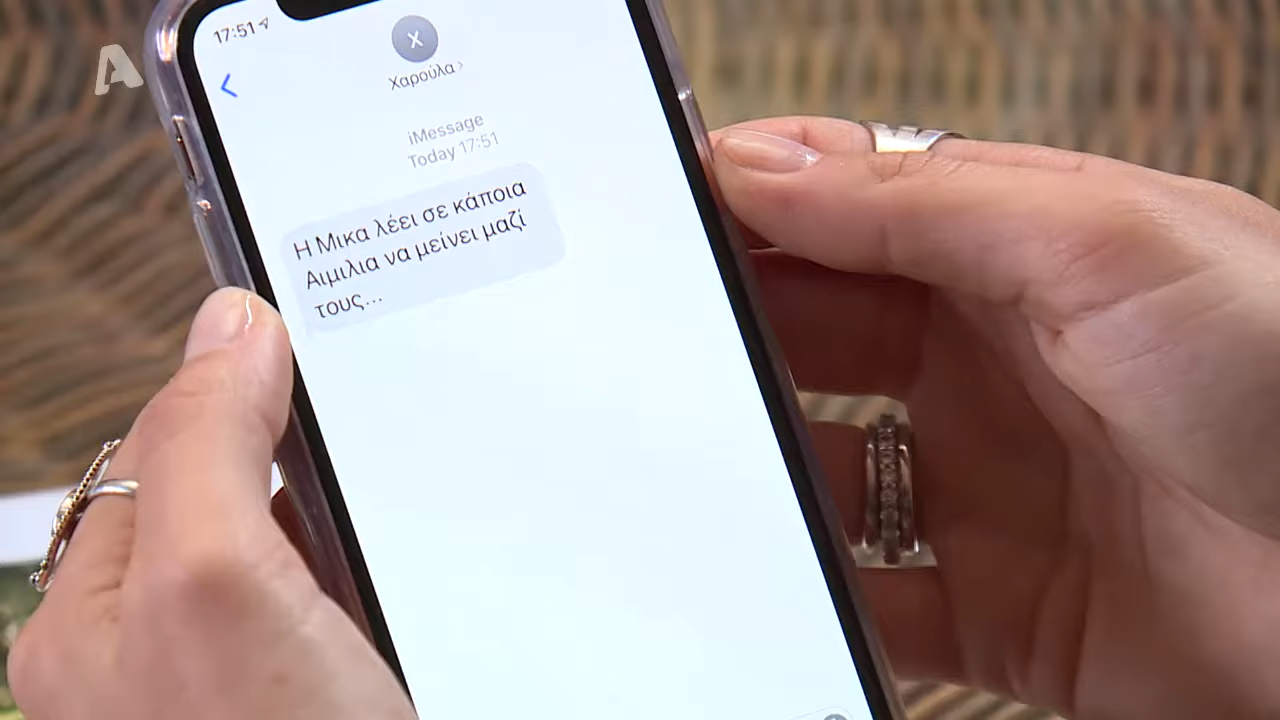 17:51
X
Χαρούλα
iMessage
Today 17:51
Η Μικα λέει σε κάποια
Αιμιλια να μείνει μαζί
τους...